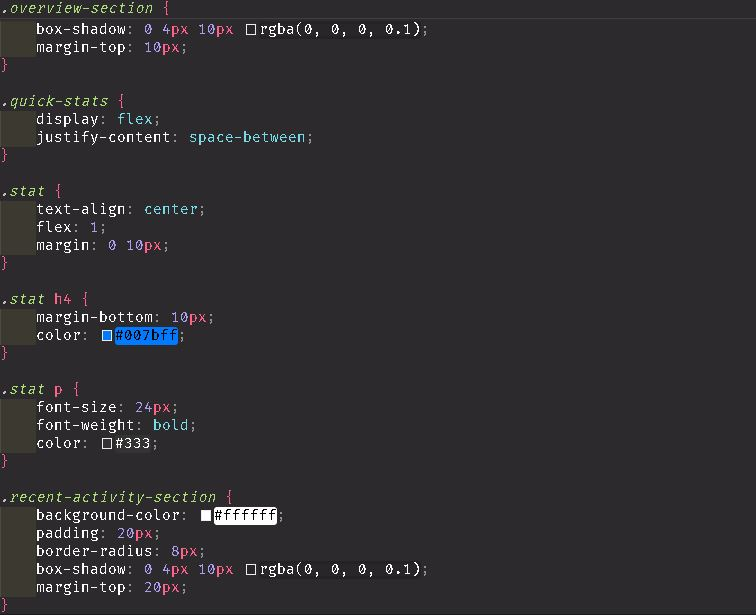 .overview-section {
box-shadow: 0 4px 10px rgba(0, 0, 0, 0.1);
margin-top: 10px;
}
.quick-stats {
display: flex;
justify-content: space-between;
}
.stat {
text-align: center;
flex: 1;
margin: 0 10px;
}
.stat h4 {
margin-bottom: 10px;
color: #007bff;
}
.stat p {
font-size: 24px;
font-weight: bold;
color: #333;
}
.recent-activity-section {
background-color: #ffffff;
padding: 20px;
border-radius: 8px;
box-shadow: 0 4px 10px rgba(0, 0, 0, 0.1);
margin-top: 20px;
}